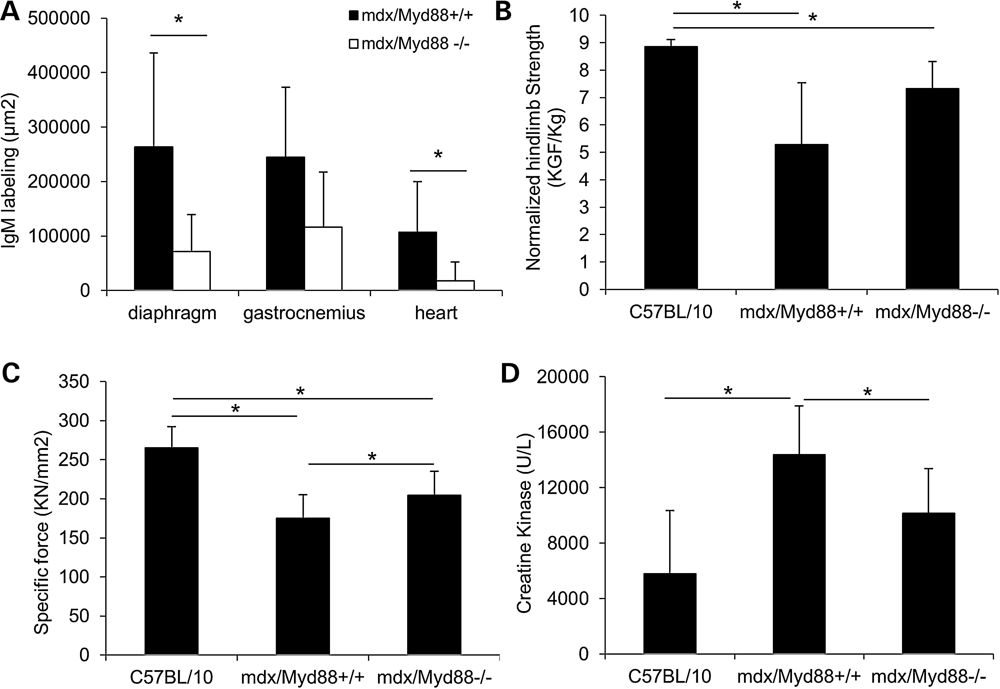 A
500000
400000
300000
200000
100000
0
IgM labeling (µm2)
*
*
mdx/Myd88+/+
mdx/Myd88 -/-
diaphragm
gastrocnemius
heart
B
10
9
8
7
6
5
4
3
2
1
0
Normalized hindlimb Strength
(KGF/Kg)
*
*
C57BL/10
mdx/Myd88+/+
mdx/Myd88-/-
C
350
300
250
200
150
100
50
0
Specific force (KN/mm2)
*
*
*
C57BL/10
mdx/Myd88+/+
mdx/Myd88-/-
D
20000
16000
12000
8000
4000
0
Creatine Kinase (U/L)
*
*
C57BL/10
mdx/Myd88+/+
mdx/Myd88-/-